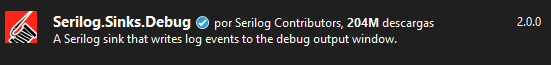 Serilog.Sinks.Debug por Serilog Contributors, 204M descargas 2.0.0
A Serilog sink that writes log events to the debug output window.